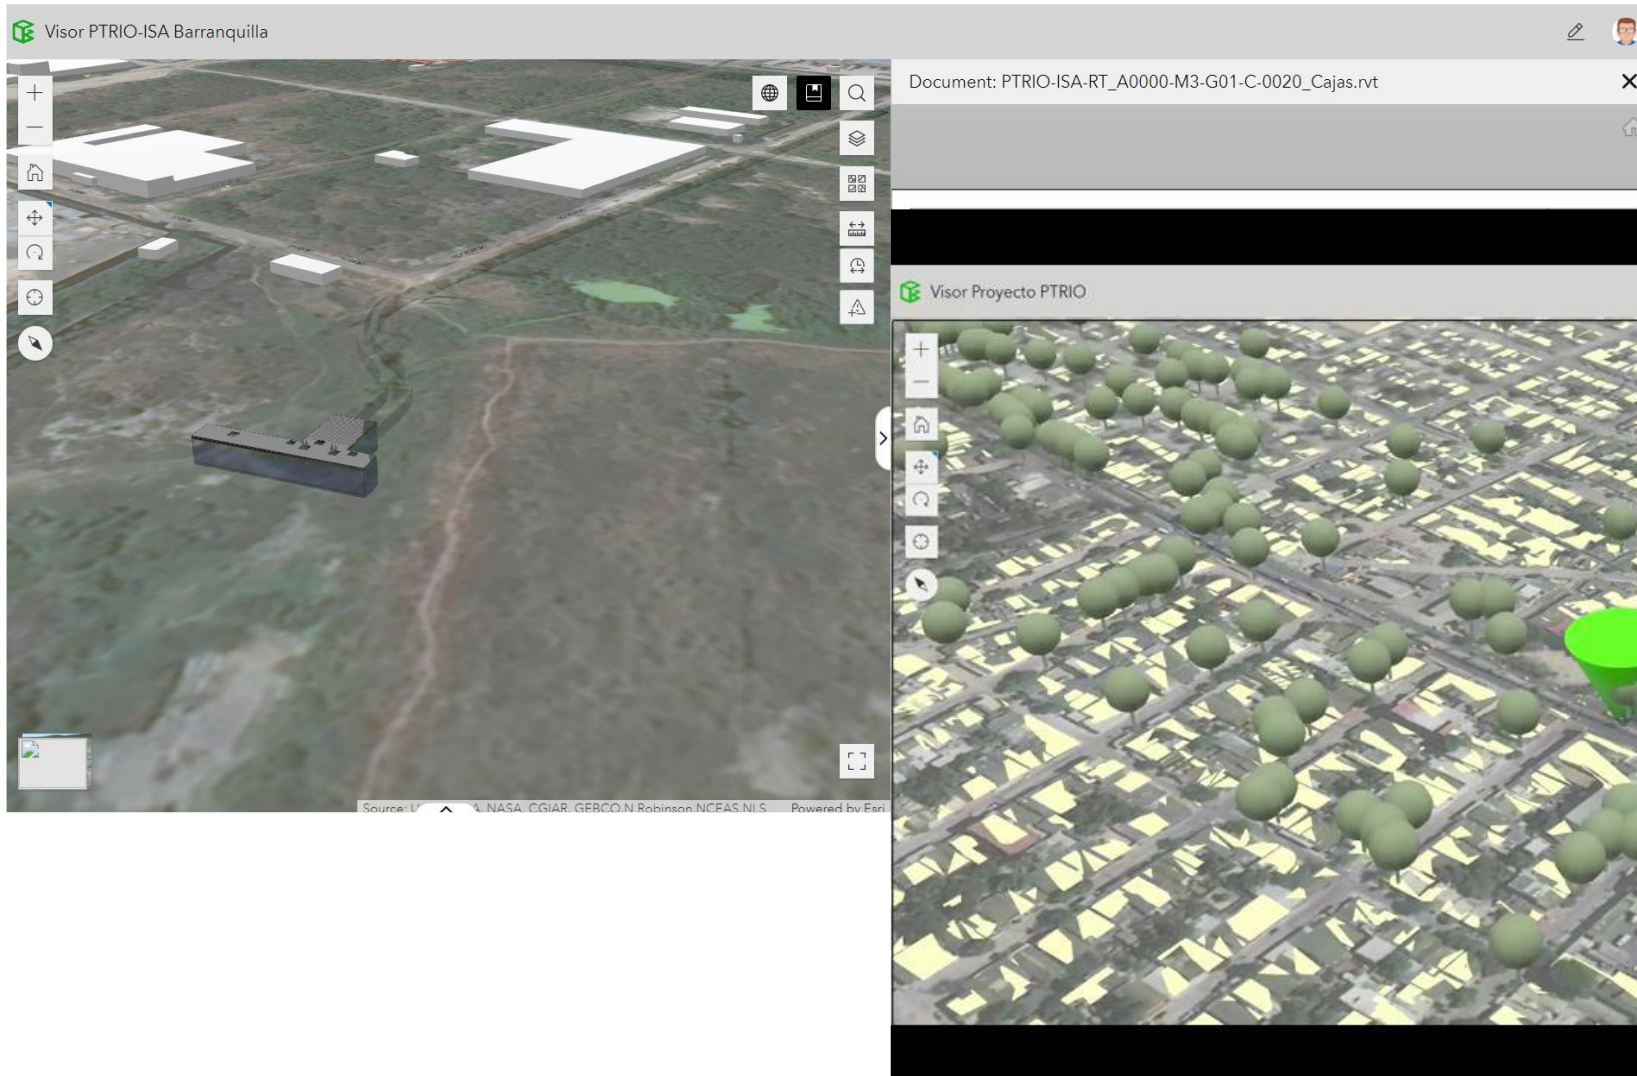 Visor PTRIO-ISA Barranquilla
Document: PTRIO-ISA-RT_A0000-M3-G01-C-0020_Cajas.rvt
Visor Proyecto PTRIO
Source: NASA, CGIAR, GEBCO,N Robinson,NCEAS,NLS
Powered by Esri